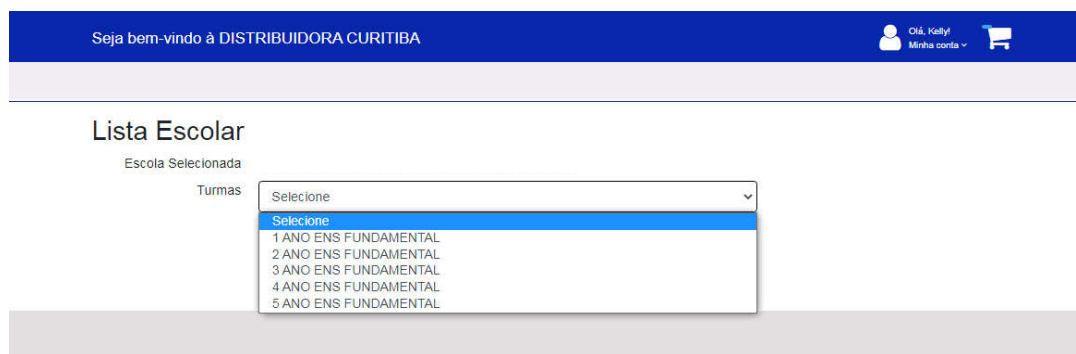 Seja bem-vindo à DISTRIBUIDORA CURITIBA
Olá, Kelly!
Minha conta
Lista Escolar
Escola Selecionada
Turmas
Selecione
Selecione
1 ANO ENS FUNDAMENTAL
2 ANO ENS FUNDAMENTAL
3 ANO ENS FUNDAMENTAL
4 ANO ENS FUNDAMENTAL
5 ANO ENS FUNDAMENTAL